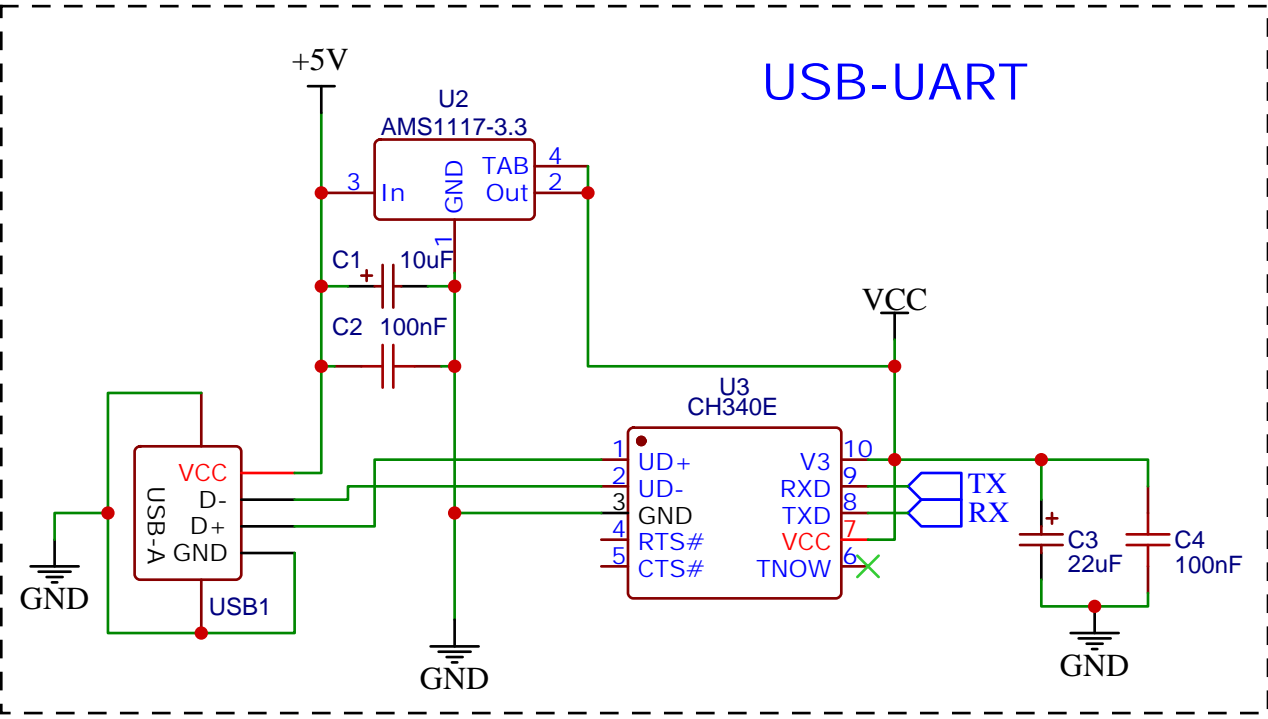 USB-UART
+5V
U2
AMS1117-3.3
3
In
GND
1
TAB
4
Out
2
C1
+
10uF
C2
100nF
VCC
U3
CH340E
1
UD+
2
UD-
3
GND
4
RTS#
5
CTS#
V3
10
RXD
9
TXD
8
VCC
7
TNOW
6
TX
RX
+
C3
22uF
C4
100nF
GND
USB-A
VCC
D-
D+
GND
USB1
GND
GND